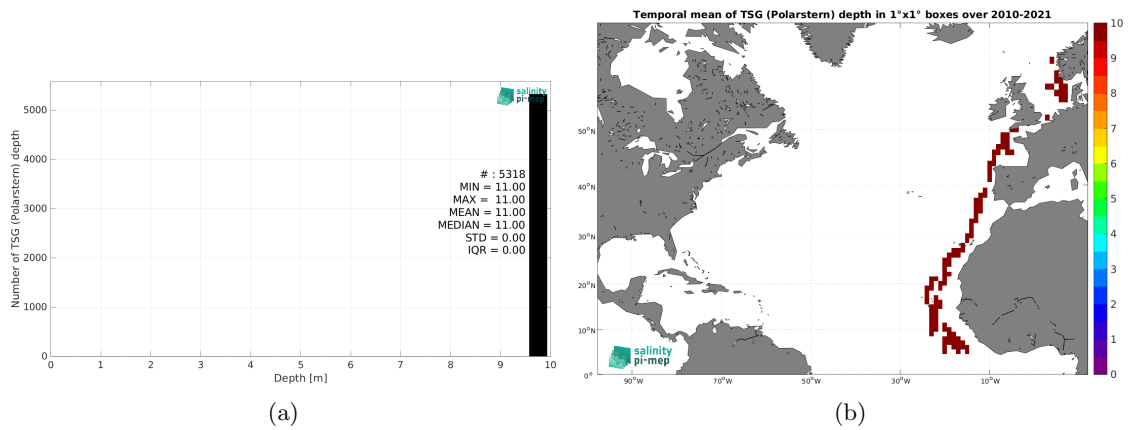 salinity
pi-mep
5000
4000
3000
2000
1000
0
Number of TSG (Polarstern) depth
# : 5318
MIN = 11.00
MAX = 11.00
MEAN = 11.00
MEDIAN = 11.00
STD = 0.00
IQR = 0.00
0 1 2 3 4 5 6 7 8 9 10
Depth [m]
(a)
Temporal mean of TSG (Polarstern) depth in 1°x1° boxes over 2010-2021
50°N
40°N
30°N
20°N
10°N
0°
salinity
pi-mep
90°W 70°W 50°W 30°W 10°W
10
9
8
7
6
5
4
3
2
1
0
(b)